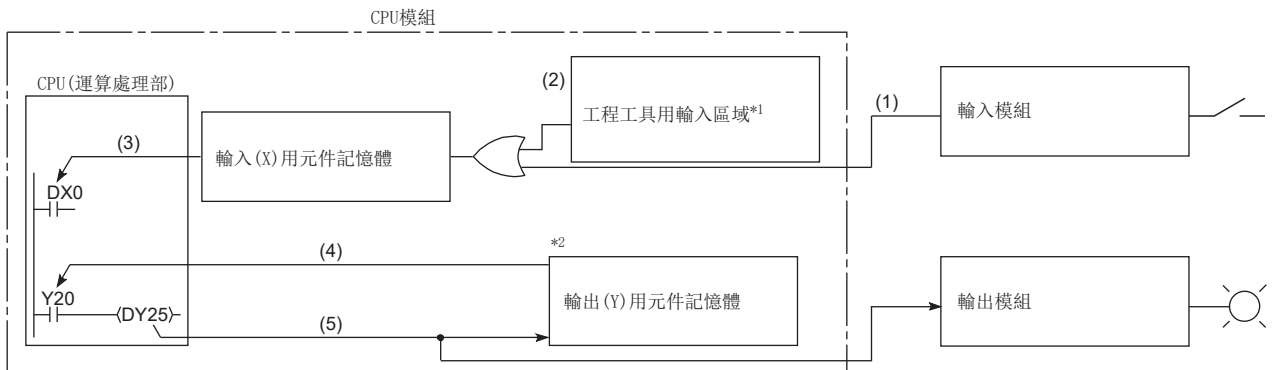 CPU模組
CPU(運算處理部)
(3)
DX0
輸入(X)用元件記憶體
(2)
工程工具用輸入區域*1
(1)
輸入模組
(4)
Y20
DY25
(5)
*2
輸出(Y)用元件記憶體
輸出模組